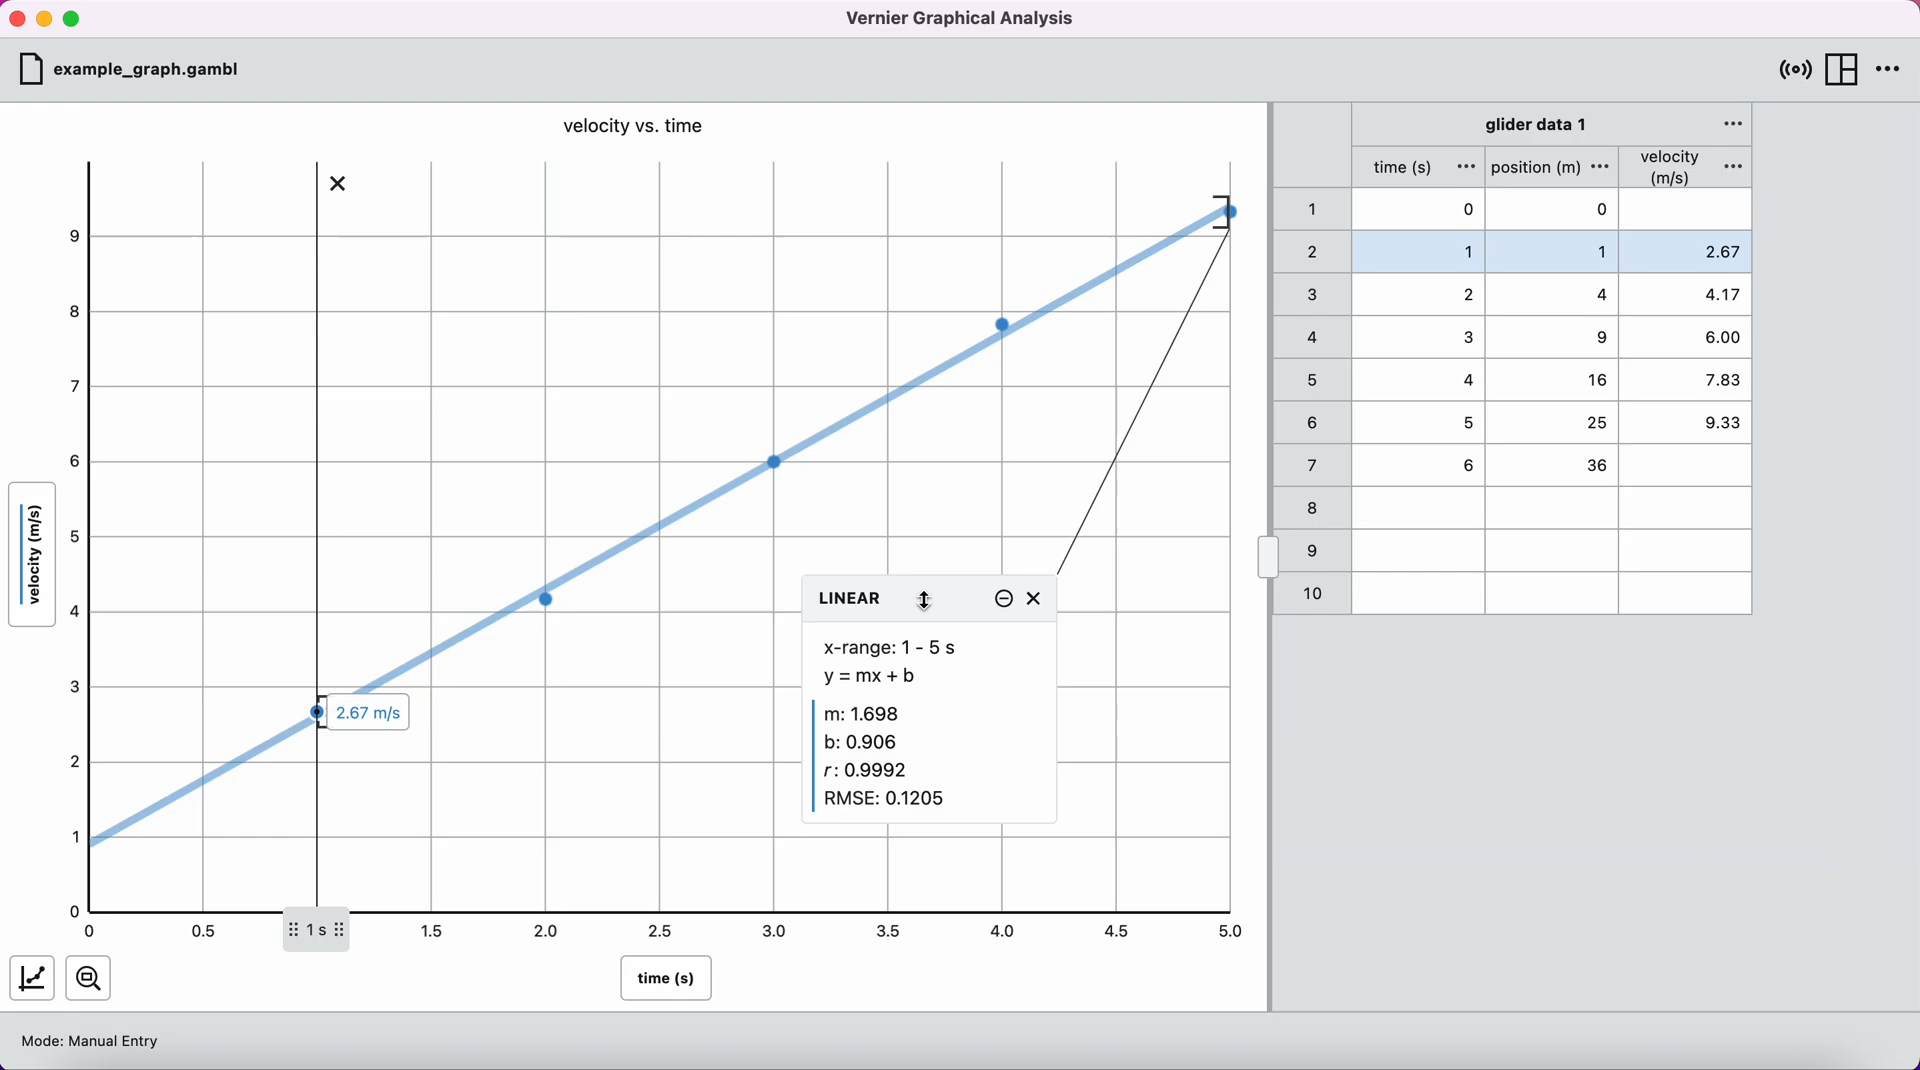 Vernier Graphical Analysis
example_graph.gambl
velocity vs. time
velocity (m/s)
9
8
7
6
5
4
3
2
1
0
2.67 m/s
LINEAR
x-range: 1 - 5 s
y = mx + b
m: 1.698
b: 0.906
r: 0.9992
RMSE: 0.1205
0 0.5 1 s 1.5 2.0 2.5 3.0 3.5 4.0 4.5 5.0
time (s)
glider data 1
time (s) position (m) velocity (m/s)
1 0 0
2 1 1 2.67
3 2 4 4.17
4 3 9 6.00
5 4 16 7.83
6 5 25 9.33
7 6 36
8
9
10
Mode: Manual Entry